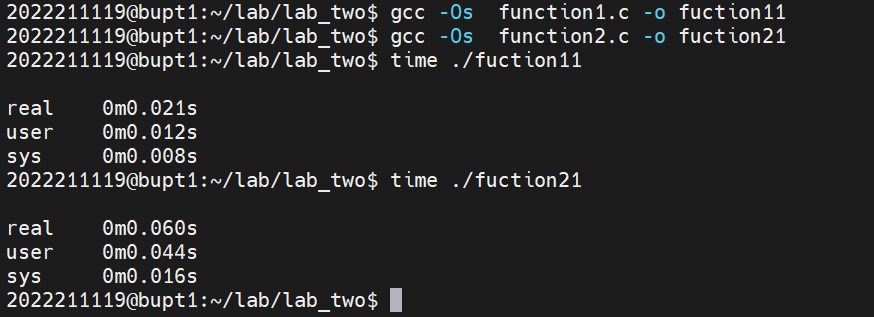 2022211119@bupt1:~/lab/lab_two$ gcc -Os  function1.c -o fuction11
2022211119@bupt1:~/lab/lab_two$ gcc -Os  function2.c -o fuction21
2022211119@bupt1:~/lab/lab_two$ time ./fuction11
real    0m0.021s
user    0m0.012s
sys     0m0.008s
2022211119@bupt1:~/lab/lab_two$ time ./fuction21
real    0m0.060s
user    0m0.044s
sys     0m0.016s
2022211119@bupt1:~/lab/lab_two$